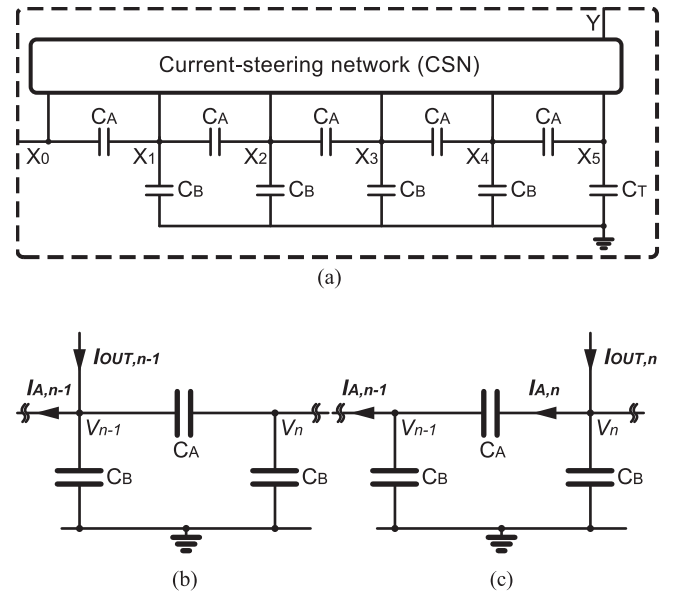 Y
Current-steering network (CSN)
CA CA CA CA CA
X0 X1 X2 X3 X4 X5
CB CB CB CB CT
(a)
IOUT,n-1 IOUT,n
IA,n-1 IA,n-1 IA,n
Vn-1 Vn Vn-1 Vn
CA CA
CB CB CB CB
(b) (c)